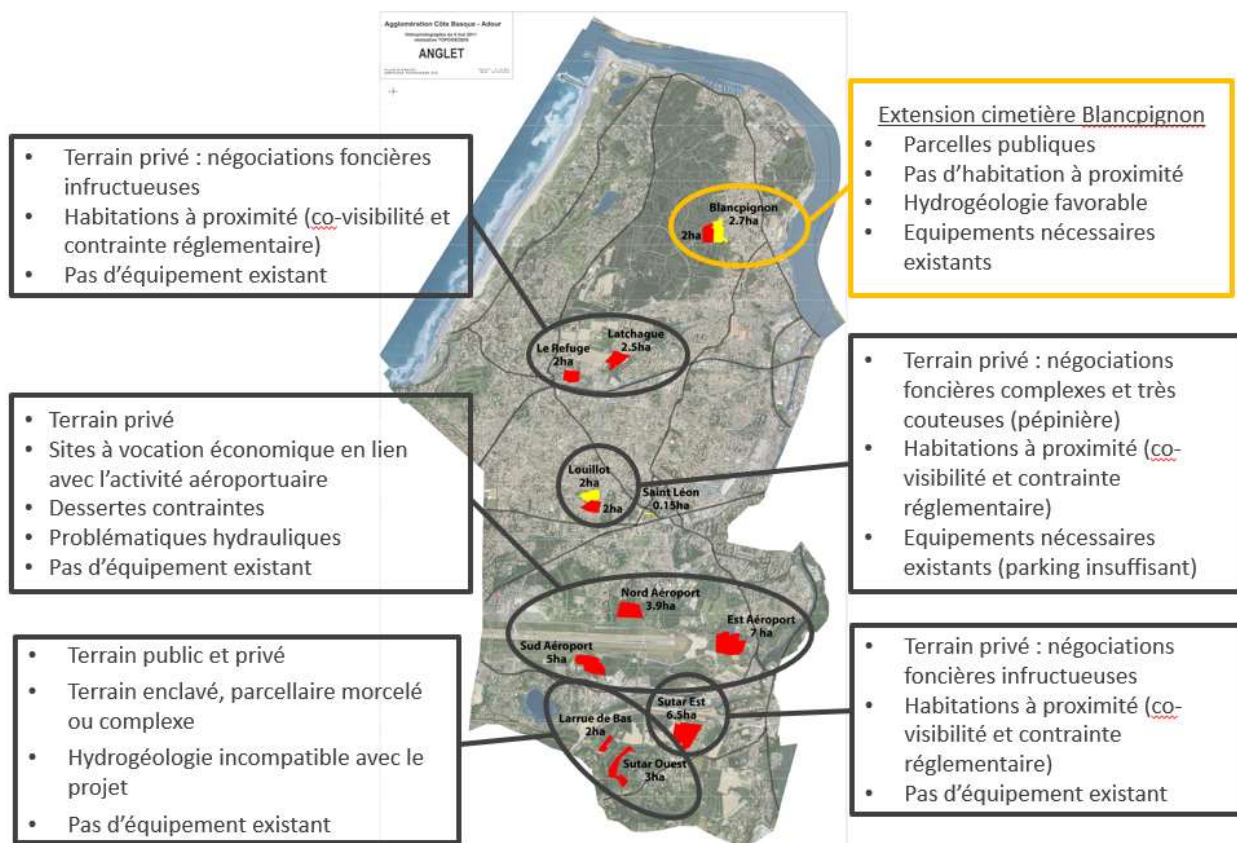 Agglomération Côte Basque - Adour
ANGLET
Extension cimetière Blancpignon
• Parcelles publiques
• Pas d'habitation à proximité
• Hydrogéologie favorable
• Equipements nécessaires
existants
• Terrain privé : négociations foncières
infructueuses
• Habitations à proximité (co-visibilité et
contrainte réglementaire)
• Pas d'équipement existant
Blancpignon
2.7ha
2ha
Latchague
2.5ha
Le Refuge
2ha
• Terrain privé : négociations
foncières complexes et très
couteuses (pépinière)
• Habitations à proximité (co-
visibilité et contrainte
réglementaire)
• Equipements nécessaires
existants (parking insuffisant)
• Terrain privé
• Sites à vocation économique en lien
avec l'activité aéroportuaire
• Dessertes contraintes
• Problématiques hydrauliques
• Pas d'équipement existant
Louillot
2ha
2ha
Saint Léon
0.15ha
Nord Aéroport
3.9ha
Est Aéroport
7 ha
Sud Aéroport
5ha
• Terrain public et privé
• Terrain enclavé, parcellaire morcelé
ou complexe
• Hydrogéologie incompatible avec le
projet
• Pas d'équipement existant
Sutar Est
6.5ha
Larrue de Bas
2ha
Sutar Ouest
3ha
• Terrain privé : négociations
foncières infructueuses
• Habitations à proximité (co-
visibilité et contrainte
réglementaire)
• Pas d'équipement existant